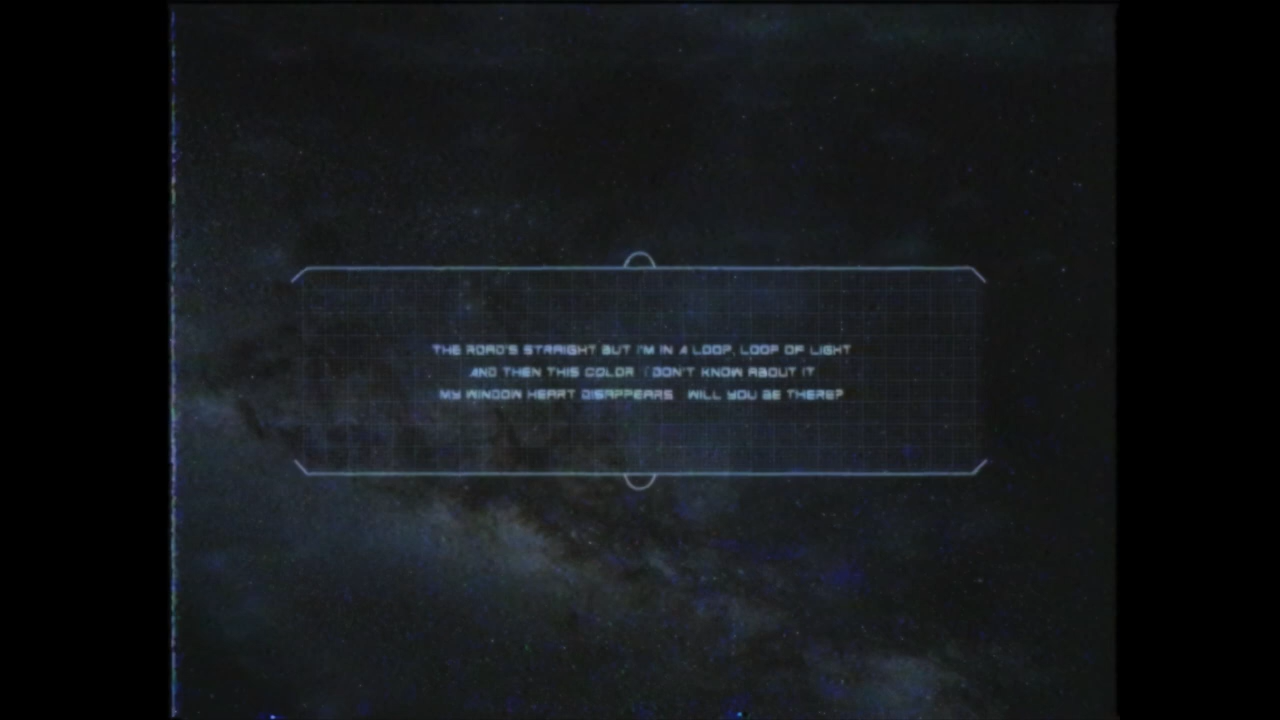 THE ROAD'S STRAIGHT BUT I'M IN A LOOP, LOOP OF LIGHT
AND THEN THIS COLOR I DON'T KNOW ABOUT IT
MY WINDOW HEART DISAPPEARS WILL YOU BE THERE?